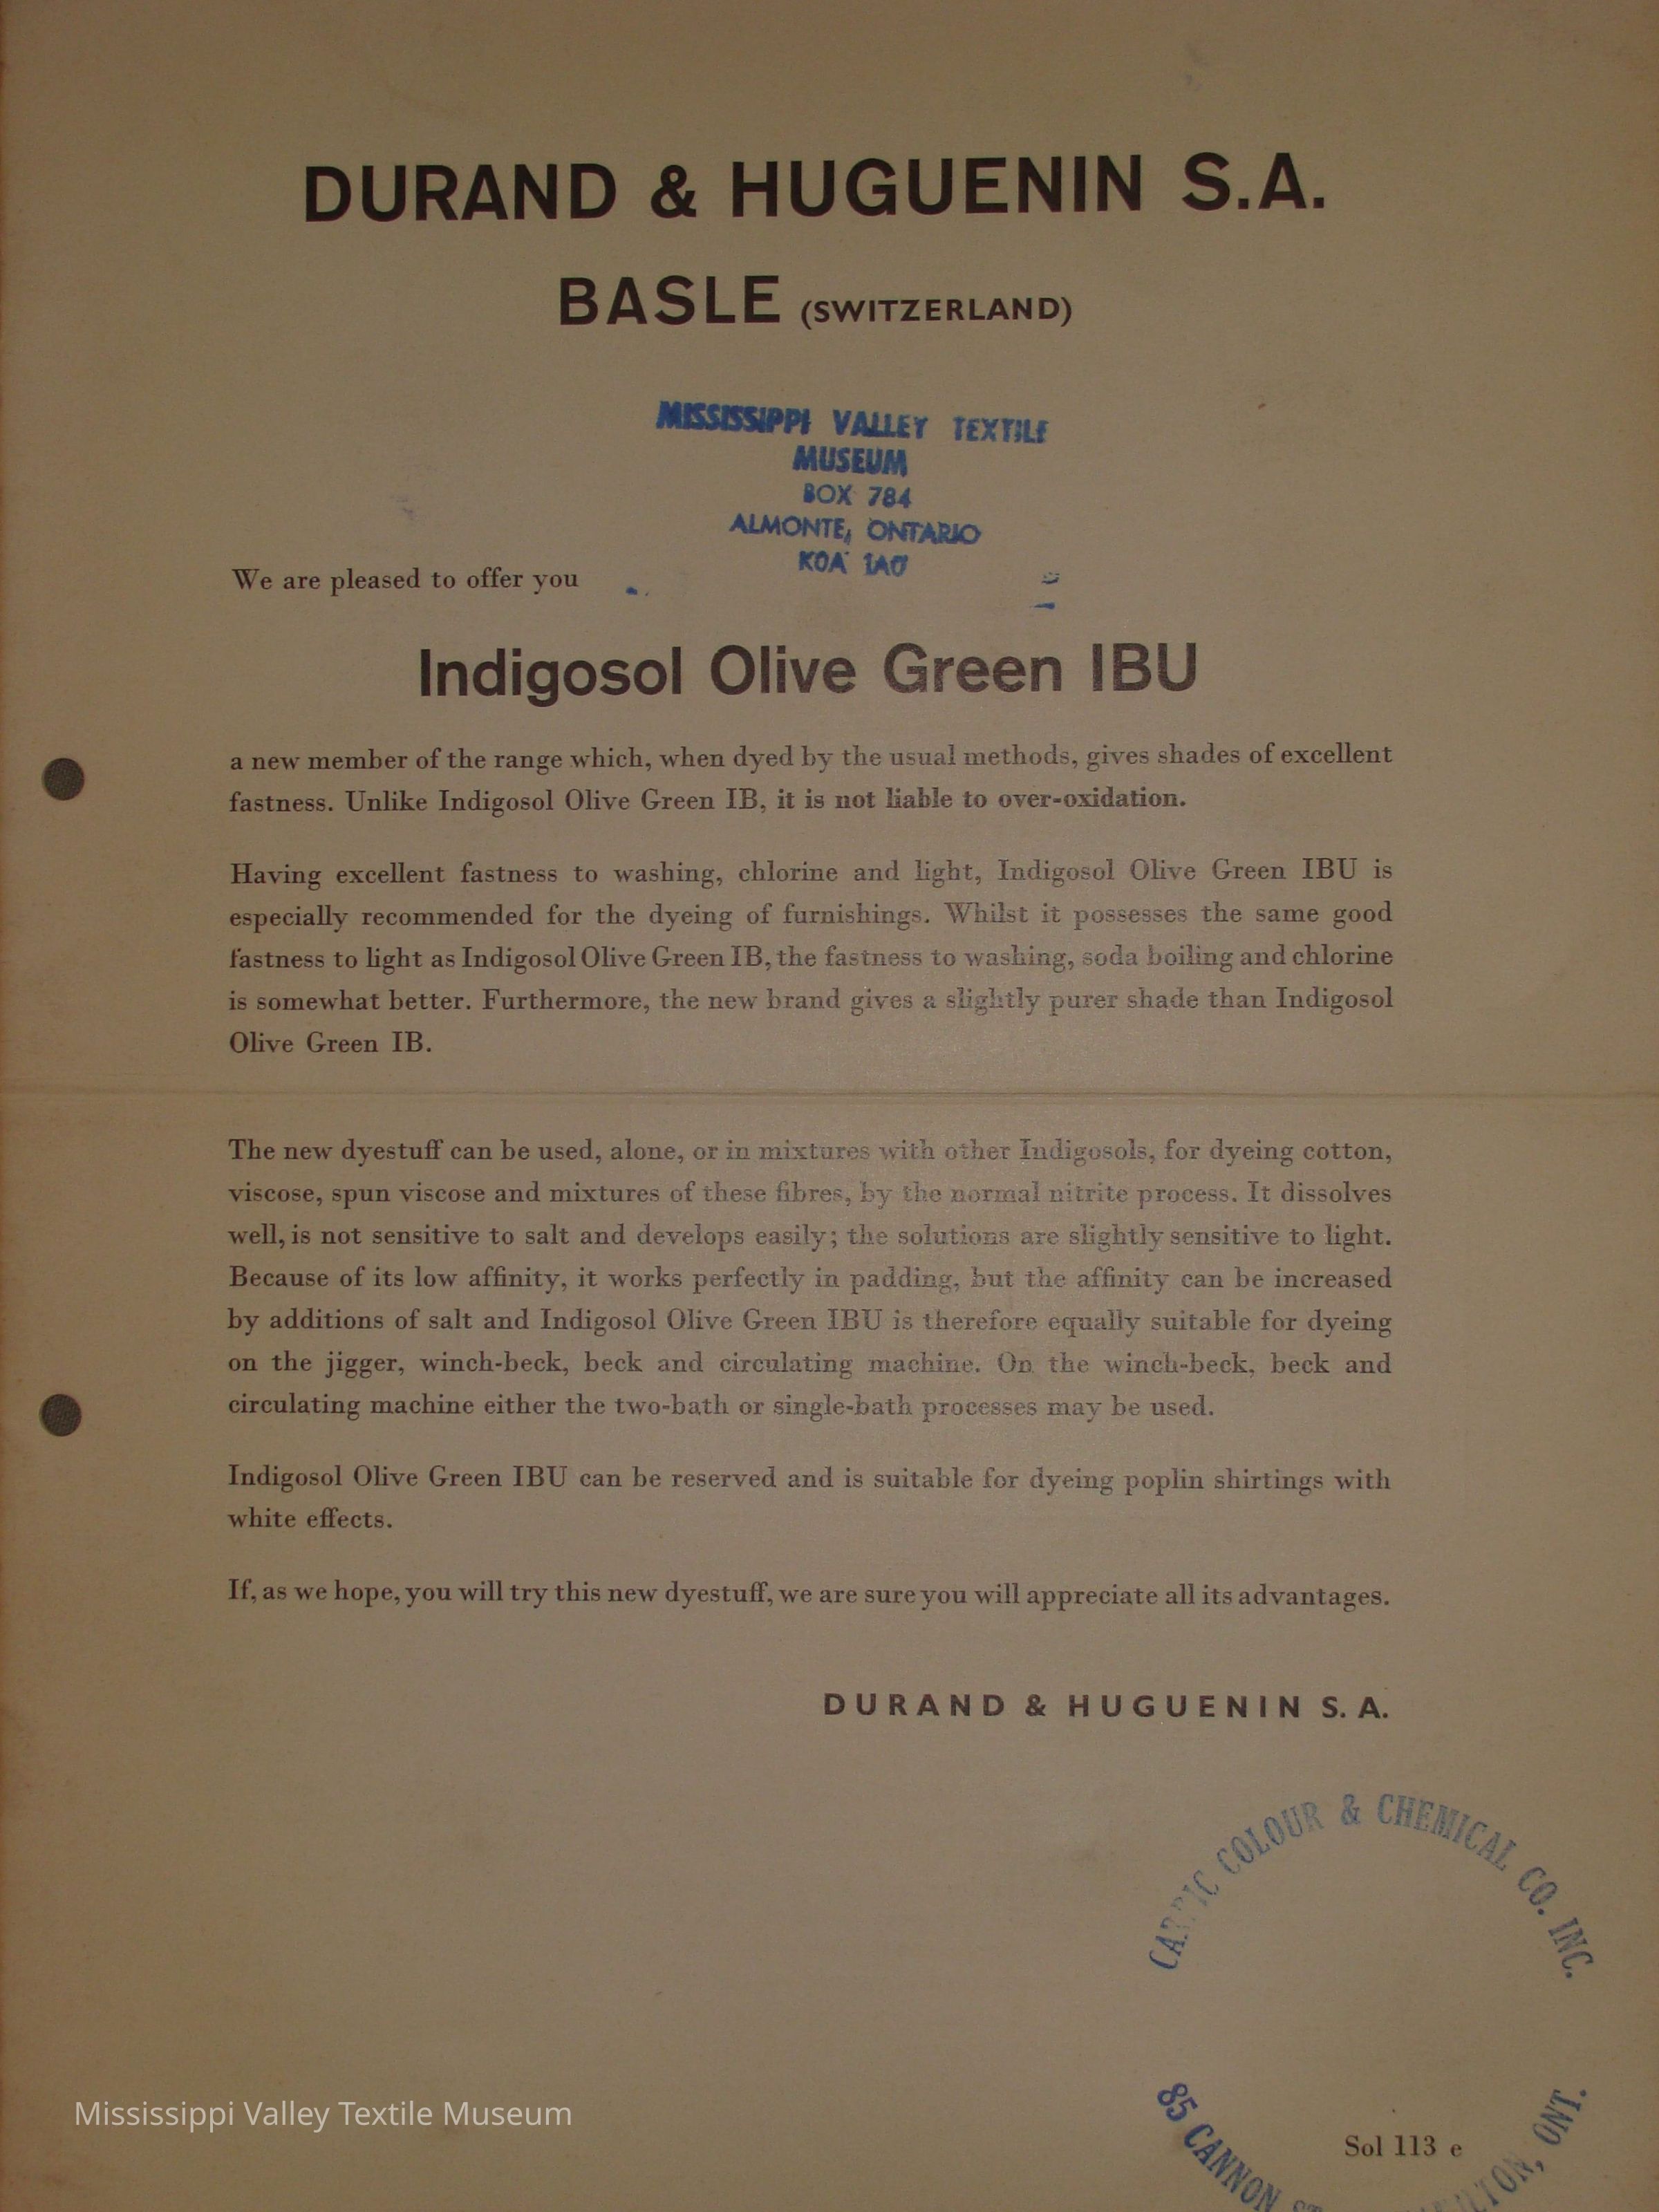 DURAND & HUGUENIN S.A.
BASLE (SWITZERLAND)
MISSISSIPPI VALLEY TEXTILE
MUSEUM
BOX 784
ALMONTE, ONTARIO
K0A 1A0
We are pleased to offer you
Indigosol Olive Green IBU
a new member of the range which, when dyed by the usual methods, gives shades of excellent
fastness. Unlike Indigosol Olive Green IB, it is not liable to over-oxidation.
Having excellent fastness to washing, chlorine and light, Indigosol Olive Green IBU is
especially recommended for the dyeing of furnishings. Whilst it possesses the same good
fastness to light as Indigosol Olive Green IB, the fastness to washing, soda boiling and chlorine
is somewhat better. Furthermore, the new brand gives a slightly purer shade than Indigosol
Olive Green IB.
The new dyestuff can be used, alone, or in mixtures with other Indigosols, for dyeing cotton,
viscose, spun viscose and mixtures of these fibres, by the normal nitrite process. It dissolves
well, is not sensitive to salt and develops easily; the solutions are slightly sensitive to light.
Because of its low affinity, it works perfectly in padding, but the affinity can be increased
by additions of salt and Indigosol Olive Green IBU is therefore equally suitable for dyeing
on the jigger, winch-beck, beck and circulating machine. On the winch-beck, beck and
circulating machine either the two-bath or single-bath processes may be used.
Indigosol Olive Green IBU can be reserved and is suitable for dyeing poplin shirtings with
white effects.
If, as we hope, you will try this new dyestuff, we are sure you will appreciate all its advantages.
DURAND & HUGUENIN S. A.
COLOUR & CHEMICAL CO. INC.
85 CANNON ONT.
Sol 113 e
Mississippi Valley Textile Museum